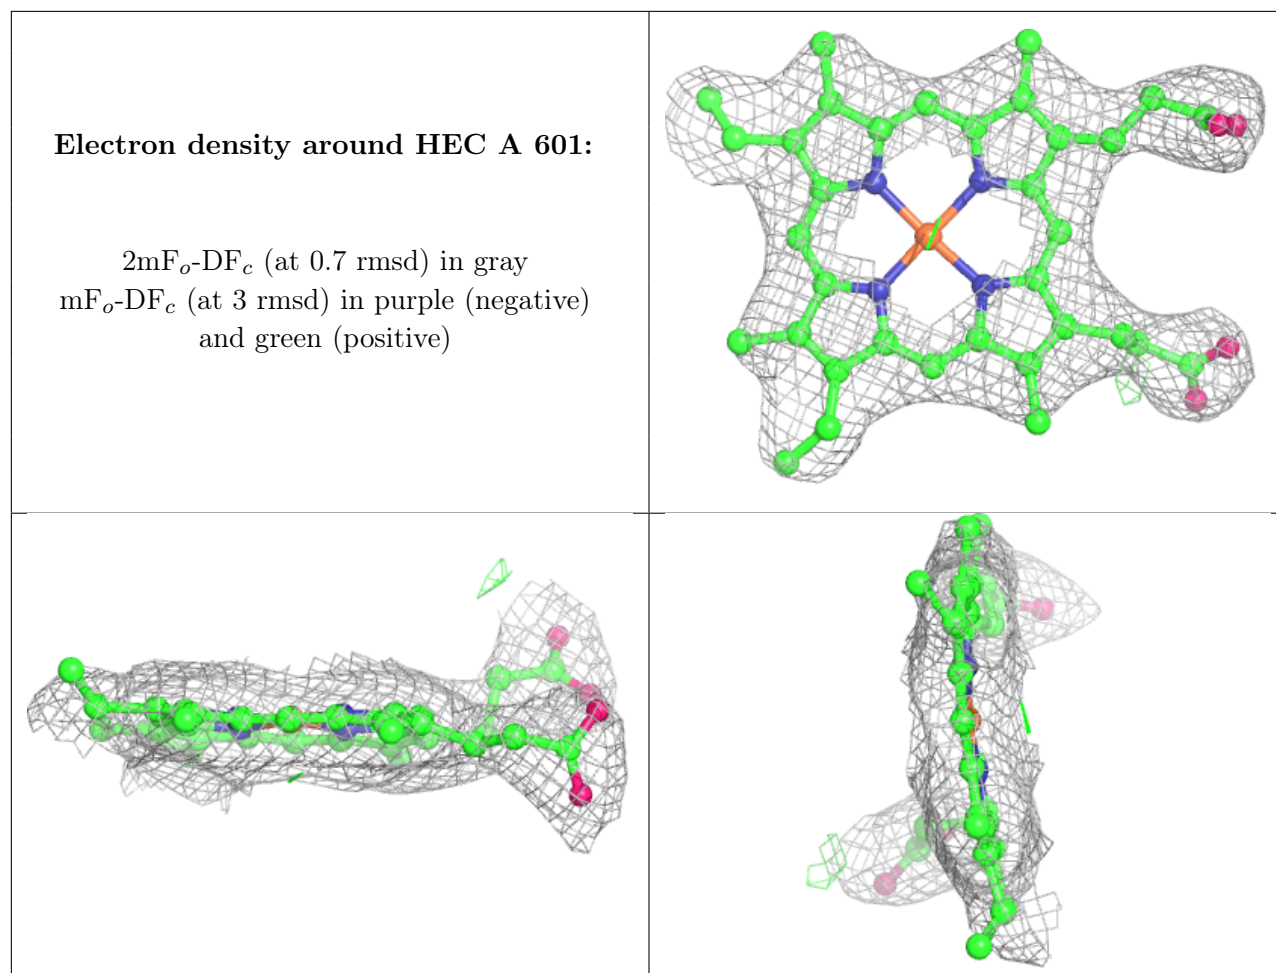 Electron density around HEC A 601:
2mFo-DFc (at 0.7 rmsd) in gray
mFo-DFc (at 3 rmsd) in purple (negative)
and green (positive)